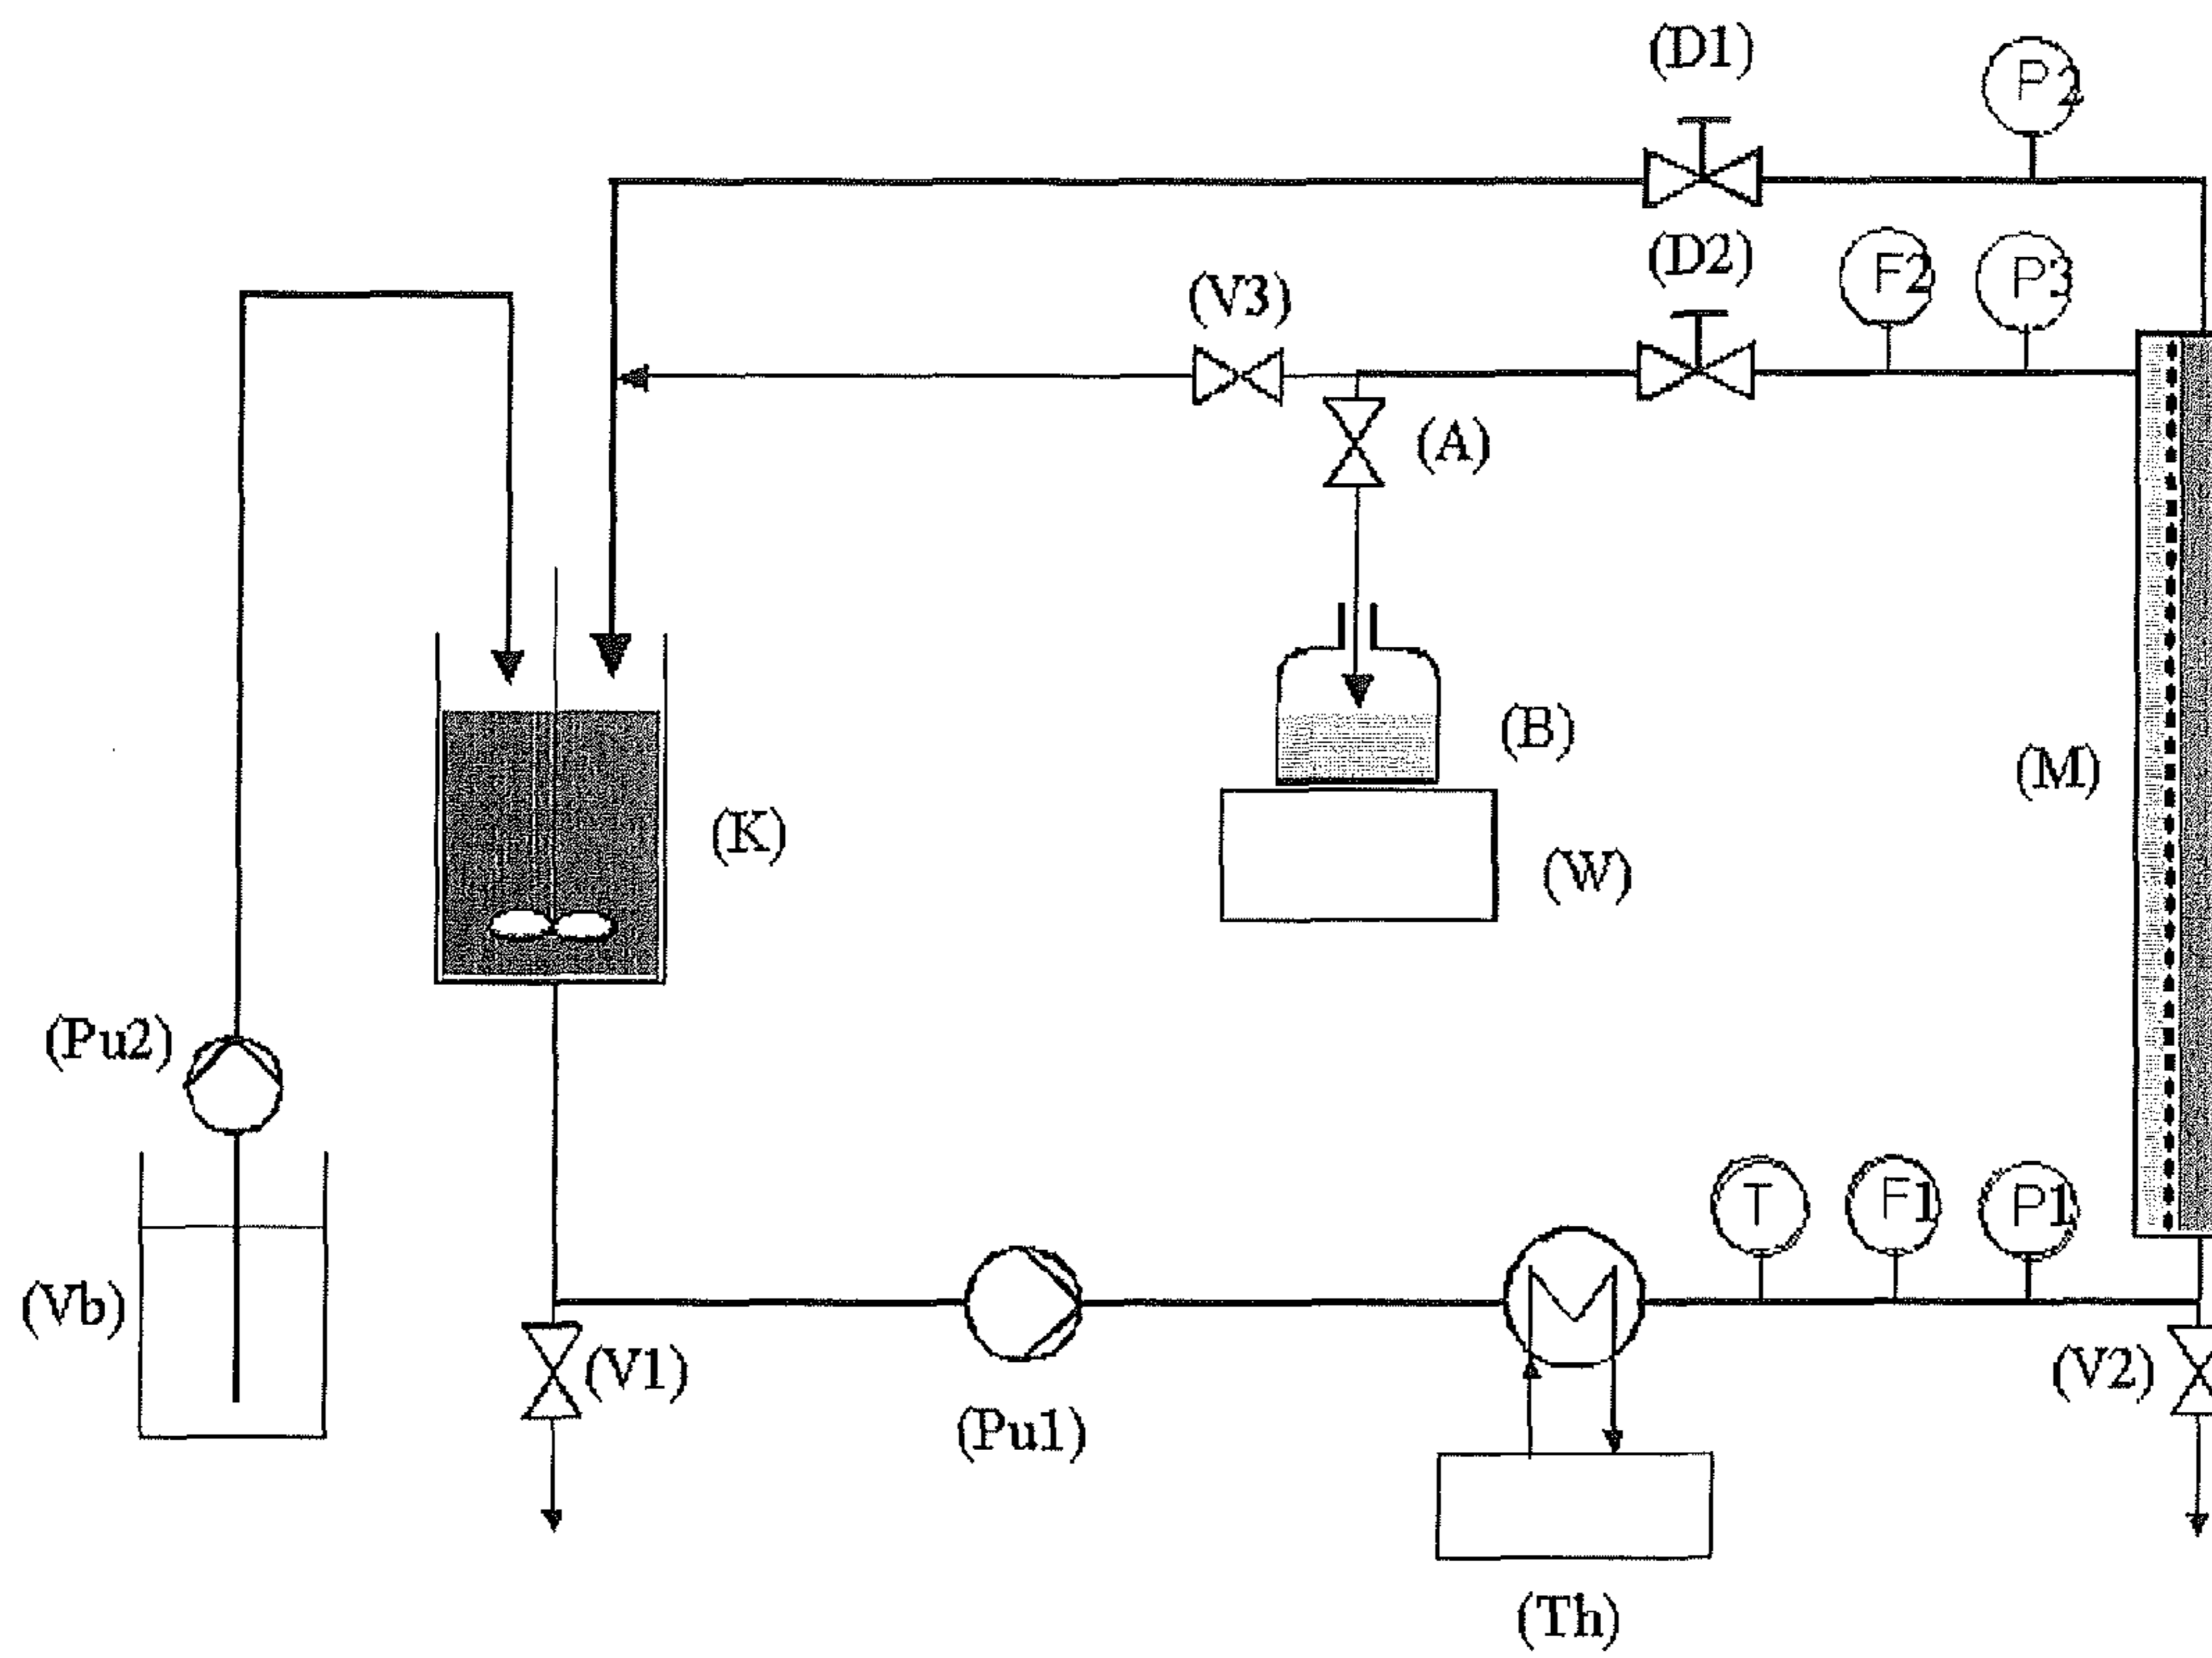 (D1)
P2
(D2)
F2
P3
(V3)
(A)
(B)
(M)
(K)
(W)
(Pu2)
T
F1
P1
(Vb)
(V1)
(V2)
(Pu1)
(Th)